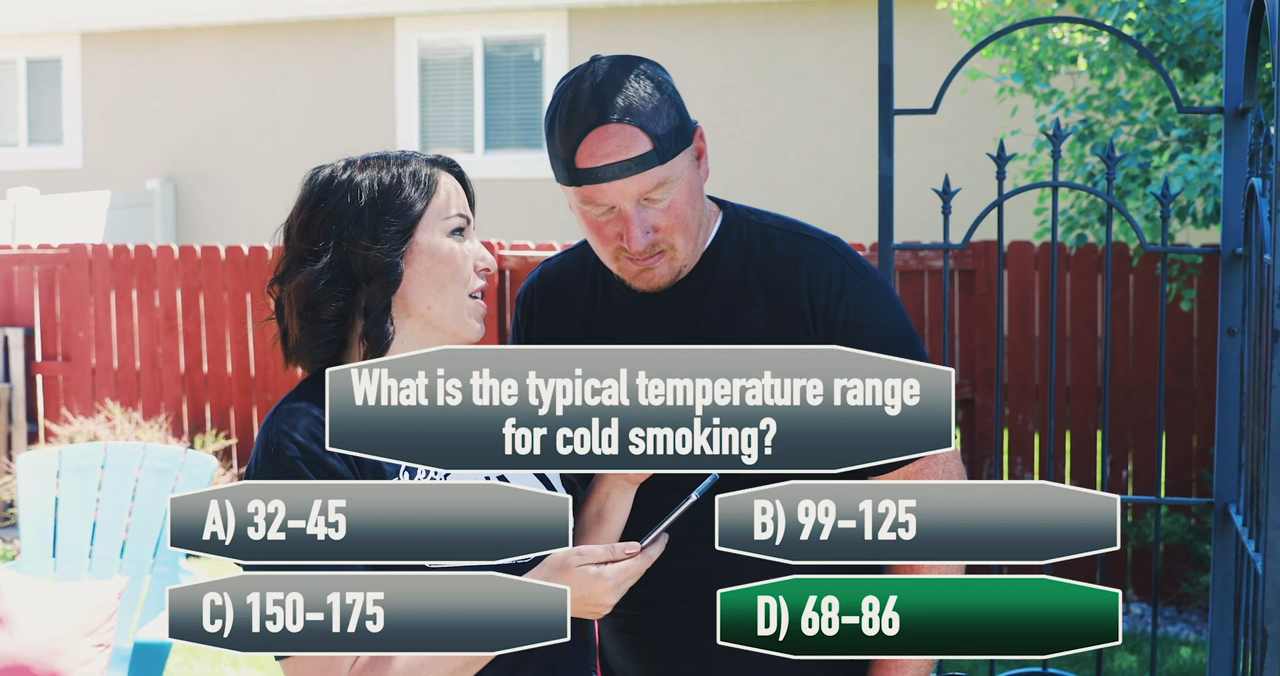 What is the typical temperature range
for cold smoking?
A) 32-45
B) 99-125
C) 150-175
D) 68-86